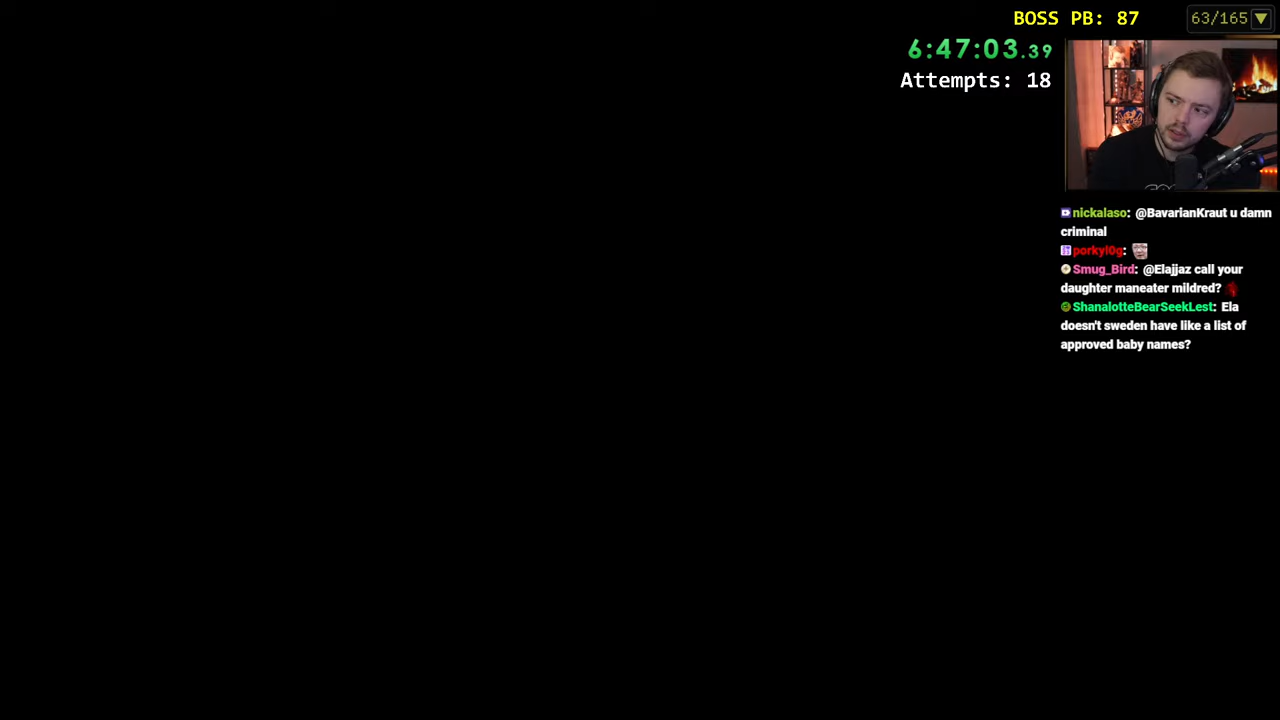 BOSS PB: 87
63/165
6:47:03.39
Attempts: 18
nickalaso: @BavarianKraut u damn
criminal
porkyl0g:
Smug_Bird: @Elajjaz call your
daughter maneater mildred?
ShanalotteBearSeekLest: Ela
doesn't sweden have like a list of
approved baby names?